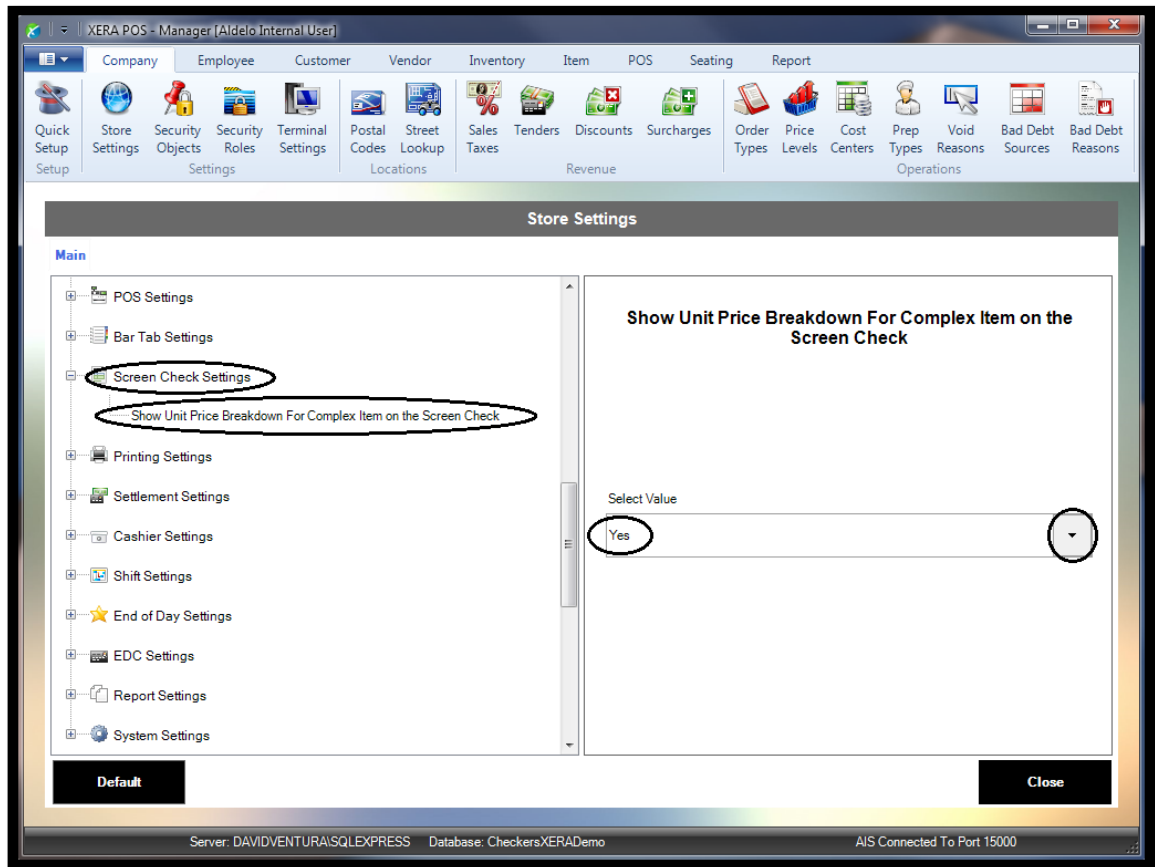 XERA POS - Manager [Aldelo Internal User]
Company Employee Customer Vendor Inventory Item POS Seating Report
Quick Setup
Store Settings
Security Objects
Security Roles
Terminal Settings
Postal Codes
Street Lookup
Sales Taxes
Tenders
Discounts
Surcharges
Order Types
Price Levels
Cost Centers
Prep Types
Void Reasons
Bad Debt Sources
Bad Debt Reasons
Setup Settings Locations Revenue Operations
Store Settings
Main
POS Settings
Bar Tab Settings
Screen Check Settings
Show Unit Price Breakdown For Complex Item on the Screen Check
Printing Settings
Settlement Settings
Cashier Settings
Shift Settings
End of Day Settings
EDC Settings
Report Settings
System Settings
Show Unit Price Breakdown For Complex Item on the
Screen Check
Select Value
Yes
Default
Close
Server: DAVIDVENTURA\SQLEXPRESS Database: CheckersXERADemo AIS Connected To Port 15000